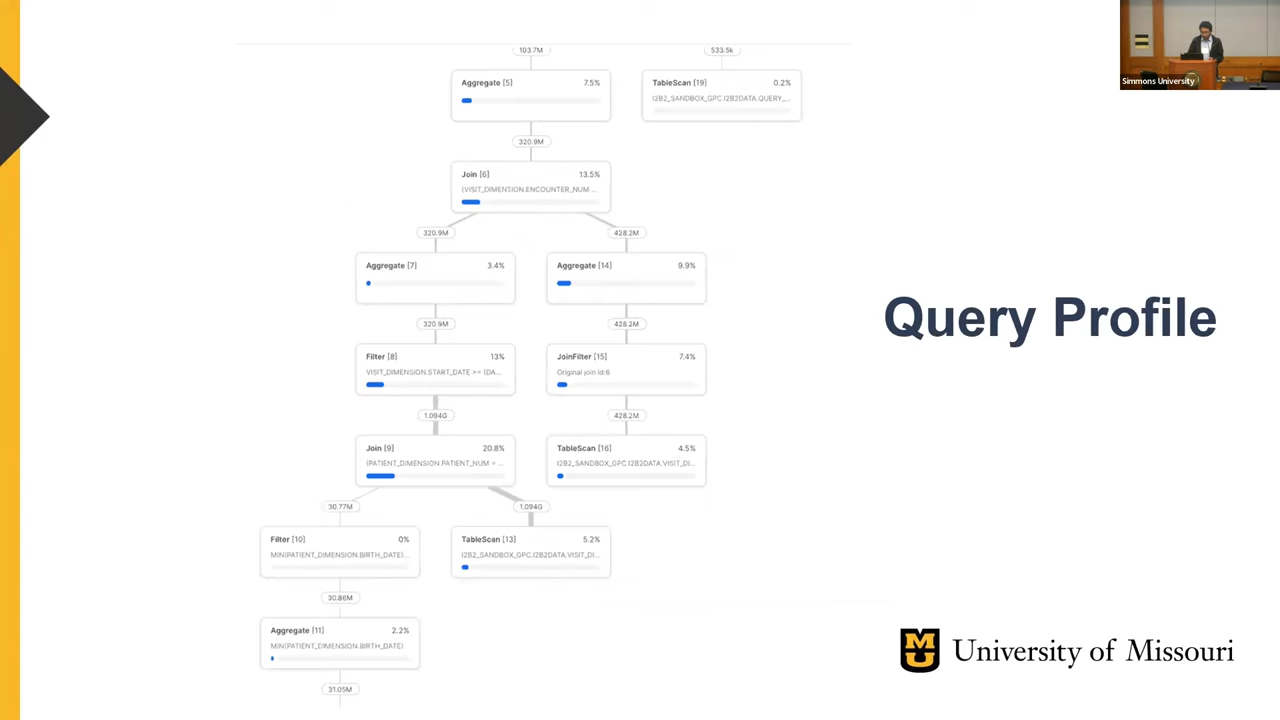 Simmons University
103.7M
533.5k
Aggregate [5] 7.5%
TableScan [19] 0.2%
I2B2_SANDBOX_GPC.I2B2DATA.QUERY_...
320.9M
Join [6] 13.5%
(VISIT_DIMENSION.ENCOUNTER_NUM ...
320.9M
428.2M
Aggregate [7] 3.4%
Aggregate [14] 9.9%
320.9M
428.2M
Filter [8] 13%
VISIT_DIMENSION.START_DATE >= (DA...
JoinFilter [15] 7.4%
Original join id:6
1.094G
428.2M
Join [9] 20.8%
(PATIENT_DIMENSION.PATIENT_NUM = ...
TableScan [16] 4.5%
I2B2_SANDBOX_GPC.I2B2DATA.VISIT_DI...
30.77M
1.094G
Filter [10] 0%
MIN(PATIENT_DIMENSION.BIRTH_DATE)...
TableScan [13] 5.2%
I2B2_SANDBOX_GPC.I2B2DATA.VISIT_DI...
30.86M
Aggregate [11] 2.2%
MIN(PATIENT_DIMENSION.BIRTH_DATE)
31.05M
Query Profile
MU
University of Missouri